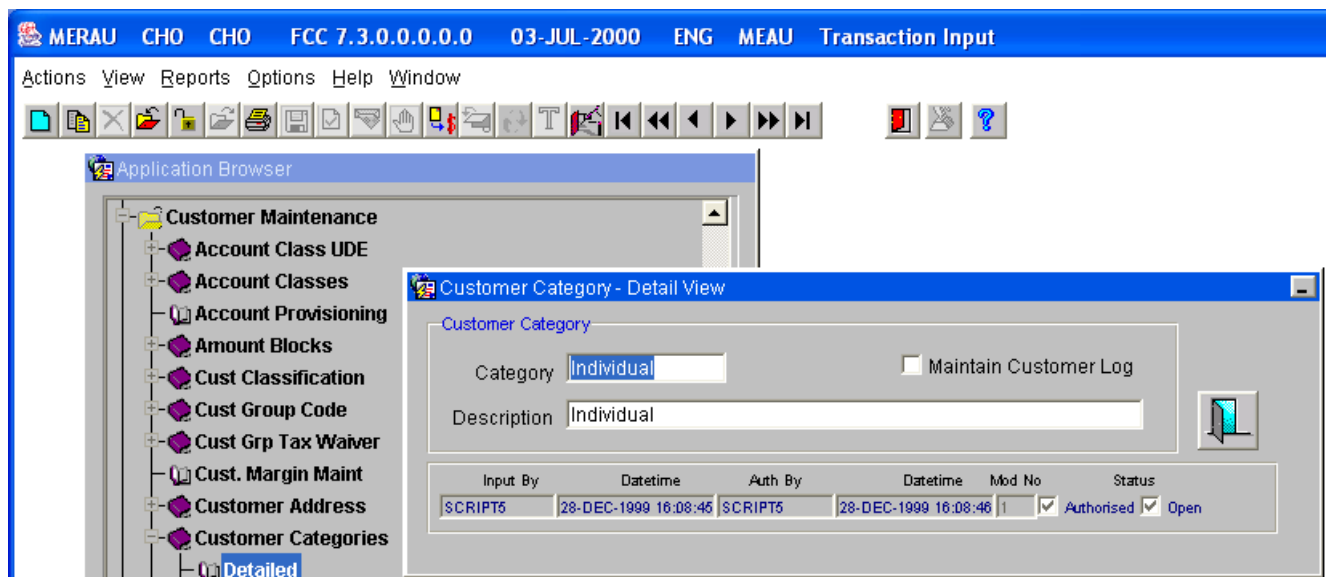 MERAU CHO CHO FCC 7.3.0.0.0.0.0 03-JUL-2000 ENG MEAU Transaction Input
Actions View Reports Options Help Window
Application Browser
Customer Maintenance
Account Class UDE
Account Classes
Account Provisioning
Amount Blocks
Cust Classification
Cust Group Code
Cust Grp Tax Waiver
Cust. Margin Maint
Customer Address
Customer Categories
Detailed
Customer Category - Detail View
Customer Category
Category Individual Maintain Customer Log
Description Individual
Input By Datetime Auth By Datetime Mod No Status
SCRIPT5 28-DEC-1999 16:08:45 SCRIPT5 28-DEC-1999 16:08:46 1 Authorised Open